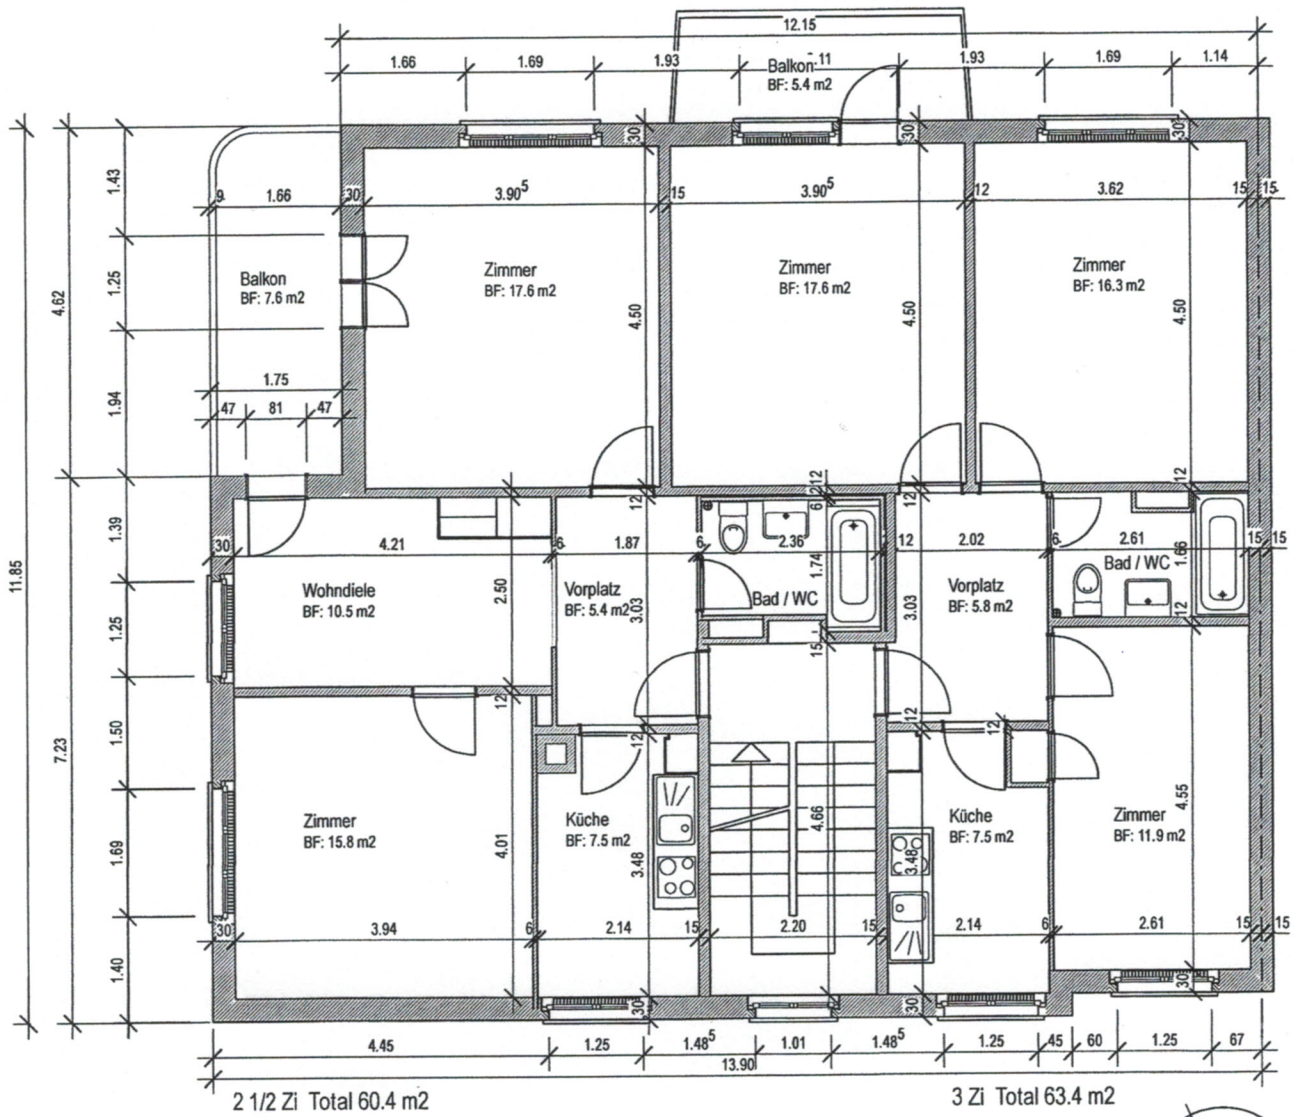 12.15
1.66 1.69 1.93 11 1.93 1.69 1.14
Balkon
BF: 5.4 m2
30 30 30
1.43
9 1.66 30 3.90⁵ 15 3.90⁵ 12 3.62 15 15
Balkon
BF: 7.6 m2
Zimmer
BF: 17.6 m2
Zimmer
BF: 17.6 m2
Zimmer
BF: 16.3 m2
1.25
4.62
4.50 4.50 4.50
1.75
47 81 47
1.94
12 12 12 12
6
11.85
1.39
30 4.21 6 1.87 6 2.36 12 2.02 6 2.61 15 15
1.74 1.66
Bad / WC
Wohndiele
BF: 10.5 m2
2.50
Vorplatz
BF: 5.4 m2
3.03
Bad / WC
3.03
Vorplatz
BF: 5.8 m2
12
1.25
15
12 12 12 12
1.50
7.23
Zimmer
BF: 15.8 m2
4.01
Küche
BF: 7.5 m2
3.48
4.66
3.48
Küche
BF: 7.5 m2
Zimmer
BF: 11.9 m2
4.55
1.69
30 3.94 6 2.14 15 2.20 15 2.14 6 2.61 15 15
1.40
30 30 30
4.45 1.25 1.48⁵ 1.01 1.48⁵ 1.25 45 60 1.25 67
13.90
2 1/2 Zi Total 60.4 m2
3 Zi Total 63.4 m2